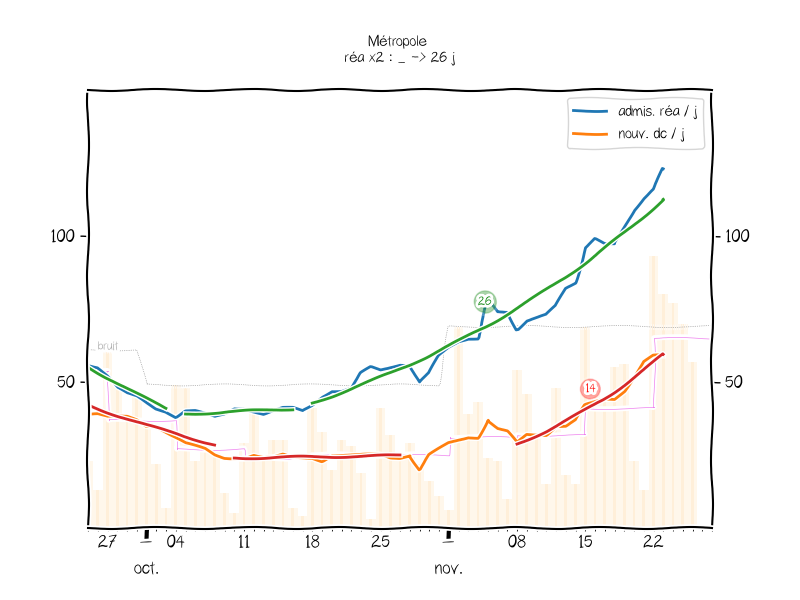 Métropole
réa x2 : _ -> 26 j
admis. réa / j
nouv. dc / j
100
100
bruit
26
50
14
50
27
04
11
18
25
08
15
22
oct.
nov.